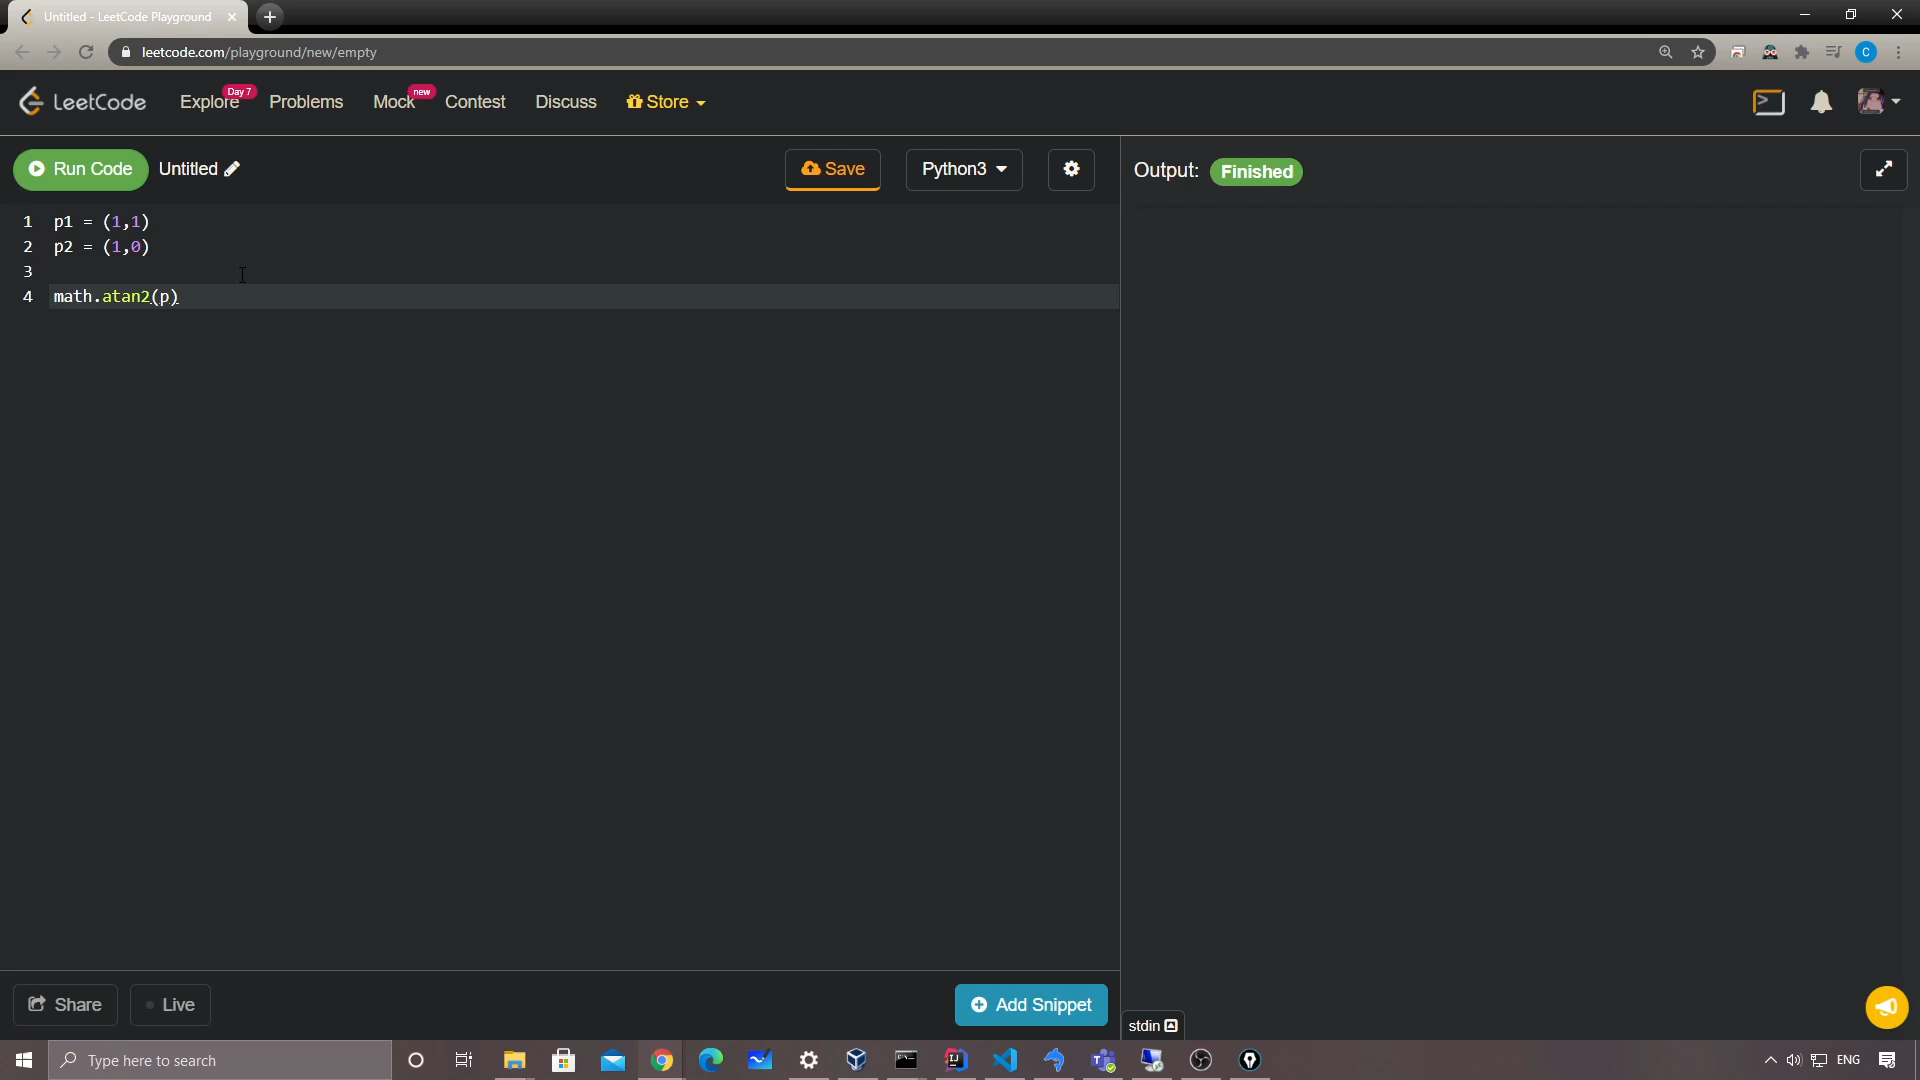 Untitled - LeetCode Playground
leetcode.com/playground/new/empty
C
LeetCode
Explore Day 7 Problems Mock new Contest Discuss Store
Run Code Untitled Save Python3 Output: Finished
1 p1 = (1,1)
2 p2 = (1,0)
3
4 math.atan2(p)
Share Live Add Snippet
stdin
Type here to search
ENG